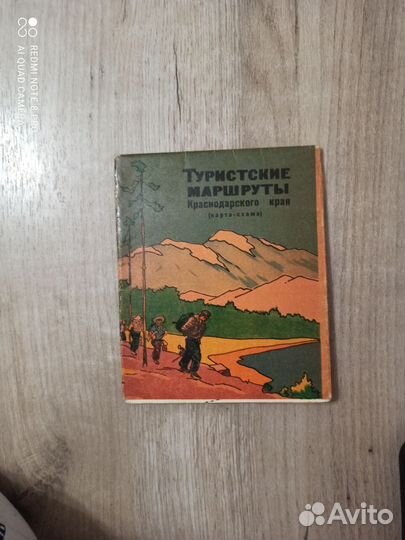 REDMI NOTE 8 PRO
AI QUAD CAMERA
ТУРИСТСКИЕ
МАРШРУТЫ
Краснодарского края
(карта-схема)
Avito